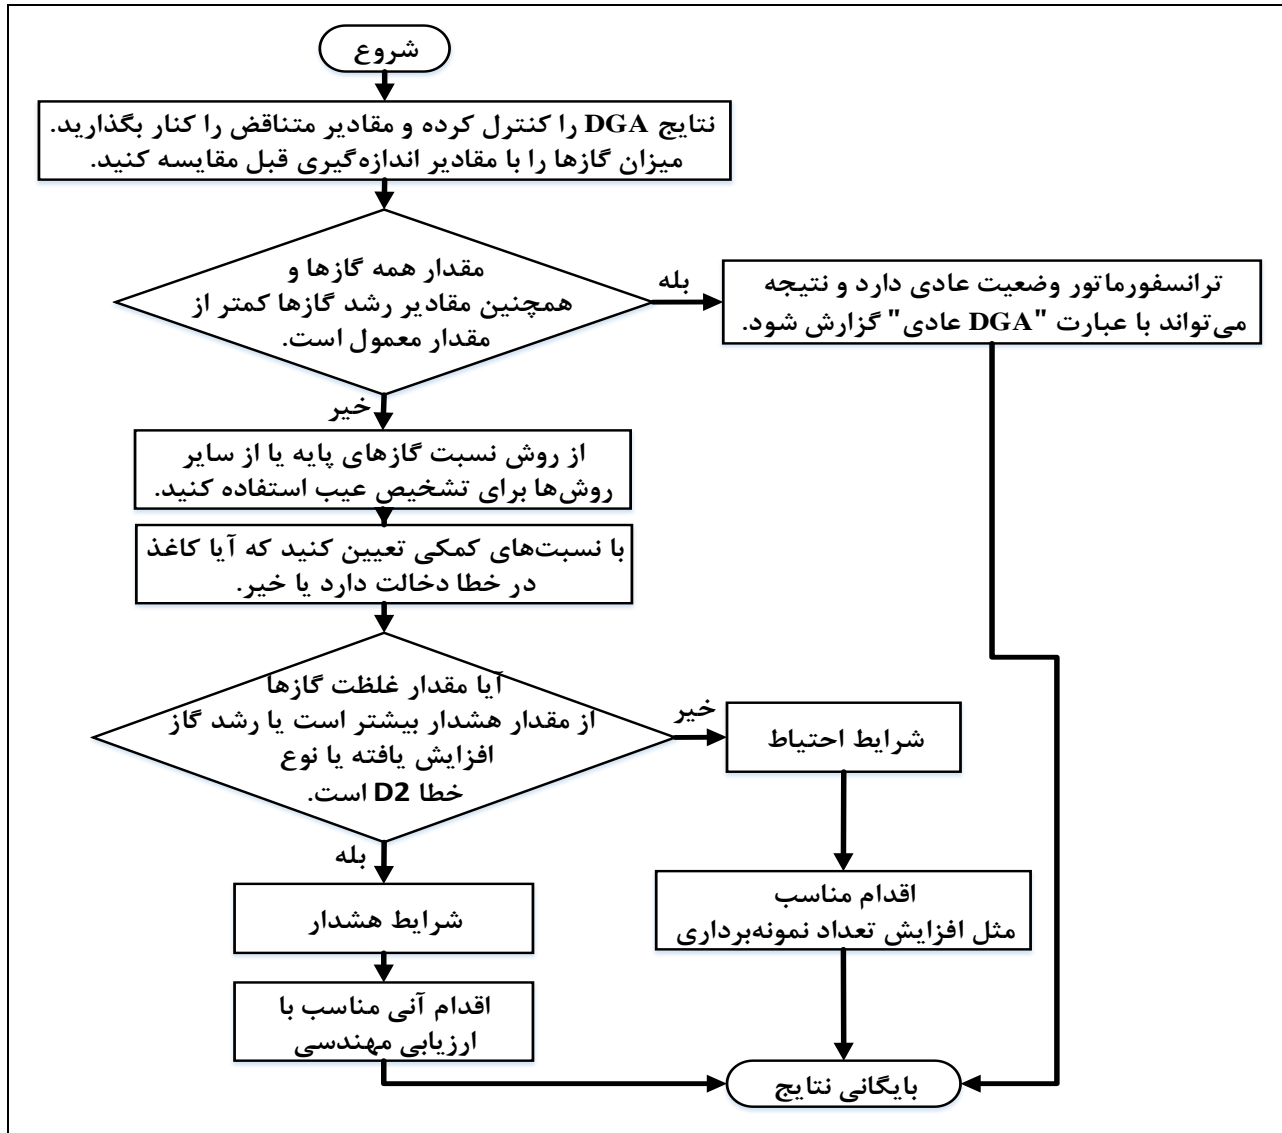 شروع
نتایج DGA را کنترل کرده و مقادیر متناقض را کنار بگذارید.
میزان گازها را با مقادیر اندازه‌گیری قبل مقایسه کنید.
مقدار همه گازها و
همچنین مقادیر رشد گازها کمتر از
مقدار معمول است.
بله
ترانسفورماتور وضعیت عادی دارد و نتیجه
می‌تواند با عبارت "DGA عادی" گزارش شود.
خیر
از روش نسبت گازهای پایه یا از سایر
روش‌ها برای تشخیص عیب استفاده کنید.
با نسبت‌های کمکی تعیین کنید که آیا کاغذ
در خطا دخالت دارد یا خیر.
آیا مقدار غلظت گازها
از مقدار هشدار بیشتر است یا رشد گاز
افزایش یافته یا نوع
خطا D2 است.
خیر
شرایط احتیاط
بله
اقدام مناسب
مثل افزایش تعداد نمونه‌برداری
شرایط هشدار
اقدام آنی مناسب با
ارزیابی مهندسی
بایگانی نتایج